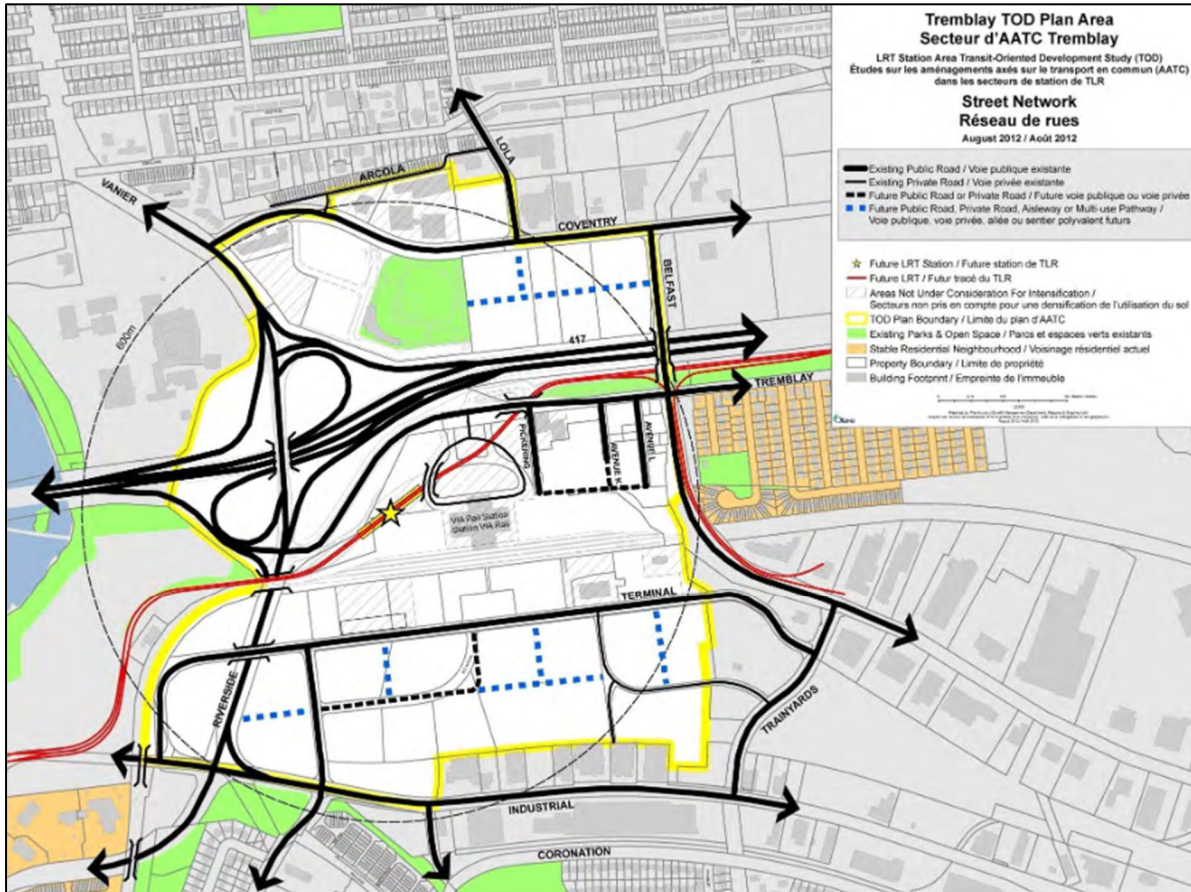 Tremblay TOD Plan Area
Secteur d'AATC Tremblay
LRT Station Area Transit-Oriented Development Study (TOD)
Études sur les aménagements axés sur le transport en commun (AATC)
dans les secteurs de station de TLR
Street Network
Réseau de rues
August 2012 / Août 2012
Existing Public Road / Voie publique existante
Existing Private Road / Voie privée existante
Future Public Road or Private Road / Future voie publique ou voie privée
Future Public Road, Private Road, Aisleway or Multi-use Pathway /
Voie publique, voie privée, allée ou sentier polyvalent futurs
Future LRT Station / Future station de TLR
Future LRT / Futur tracé du TLR
Areas Not Under Consideration For Intensification /
Secteurs non pris en compte pour une densification de l'utilisation du sol
TOD Plan Boundary / Limite du plan d'AATC
Existing Parks & Open Space / Parcs et espaces verts existants
Stable Residential Neighbourhood / Voisinage résidentiel actuel
Property Boundary / Limite de propriété
Building Footprint / Empreinte de l'immeuble
VANIER
ARCOLA
LOLA
COVENTRY
BELFAST
600m
417
TREMBLAY
PICKERING
AVENUE K
AVENUE L
VIA Rail Station
station VIA Rail
TERMINAL
RIVERSIDE
TRAINYARDS
INDUSTRIAL
CORONATION